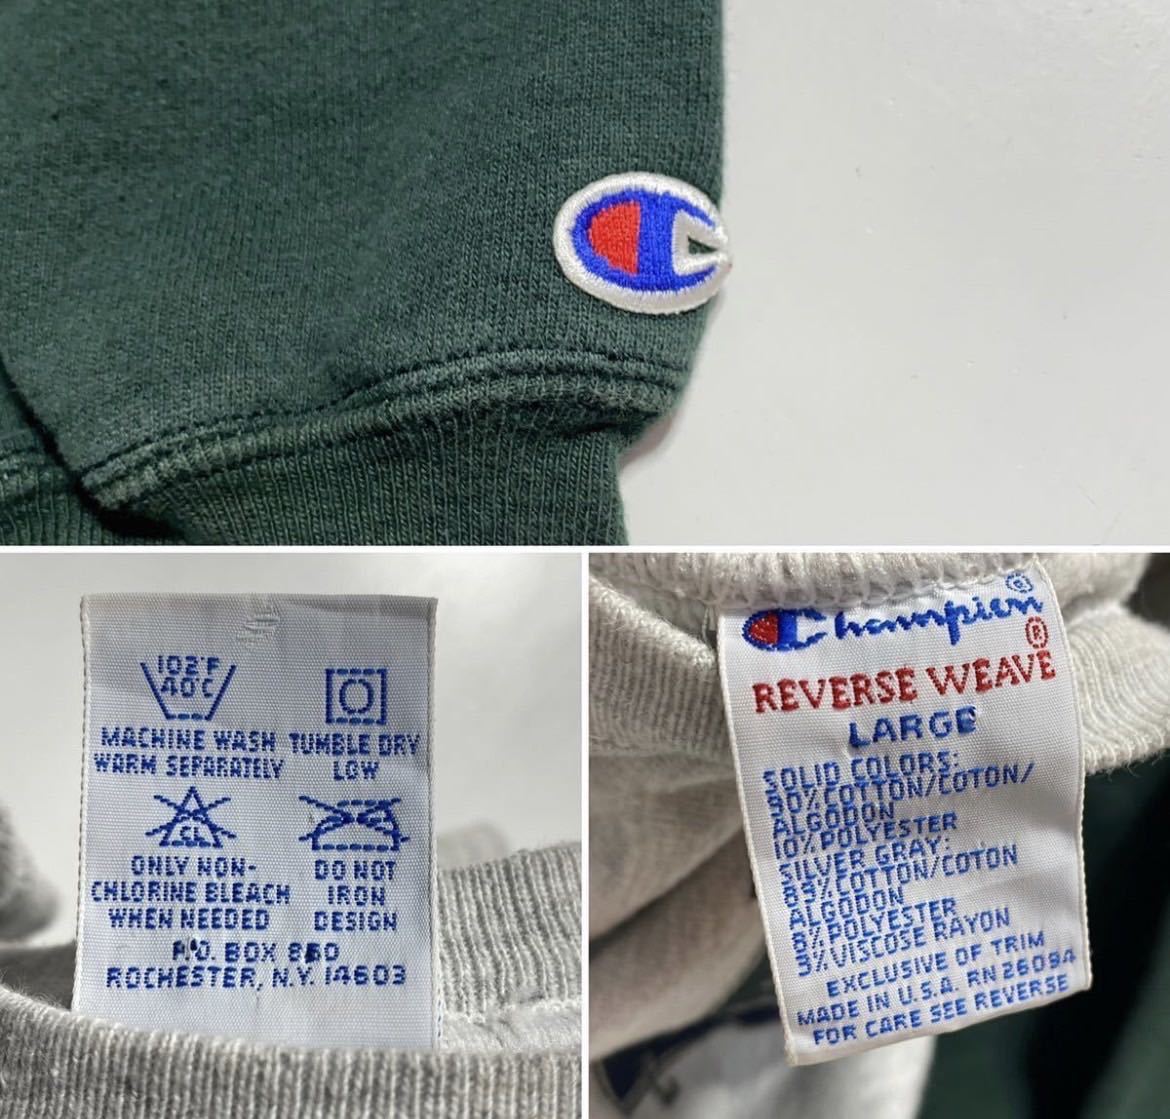 102°F
40°C
MACHINE WASH
WARM SEPARATELY
TUMBLE DRY
LOW
CL
ONLY NON-
CHLORINE BLEACH
WHEN NEEDED
DO NOT
IRON
DESIGN
P.O. BOX 850
ROCHESTER, N.Y. 14603
Champion®
REVERSE WEAVE®
LARGE
SOLID COLORS:
90%COTTON/COTON/
ALGODON
10%POLYESTER
SILVER GRAY:
89%COTTON/COTON
ALGODON
8%POLYESTER
3%VISCOSE RAYON
EXCLUSIVE OF TRIM
MADE IN U.S.A. RN 26094
FOR CARE SEE REVERSE